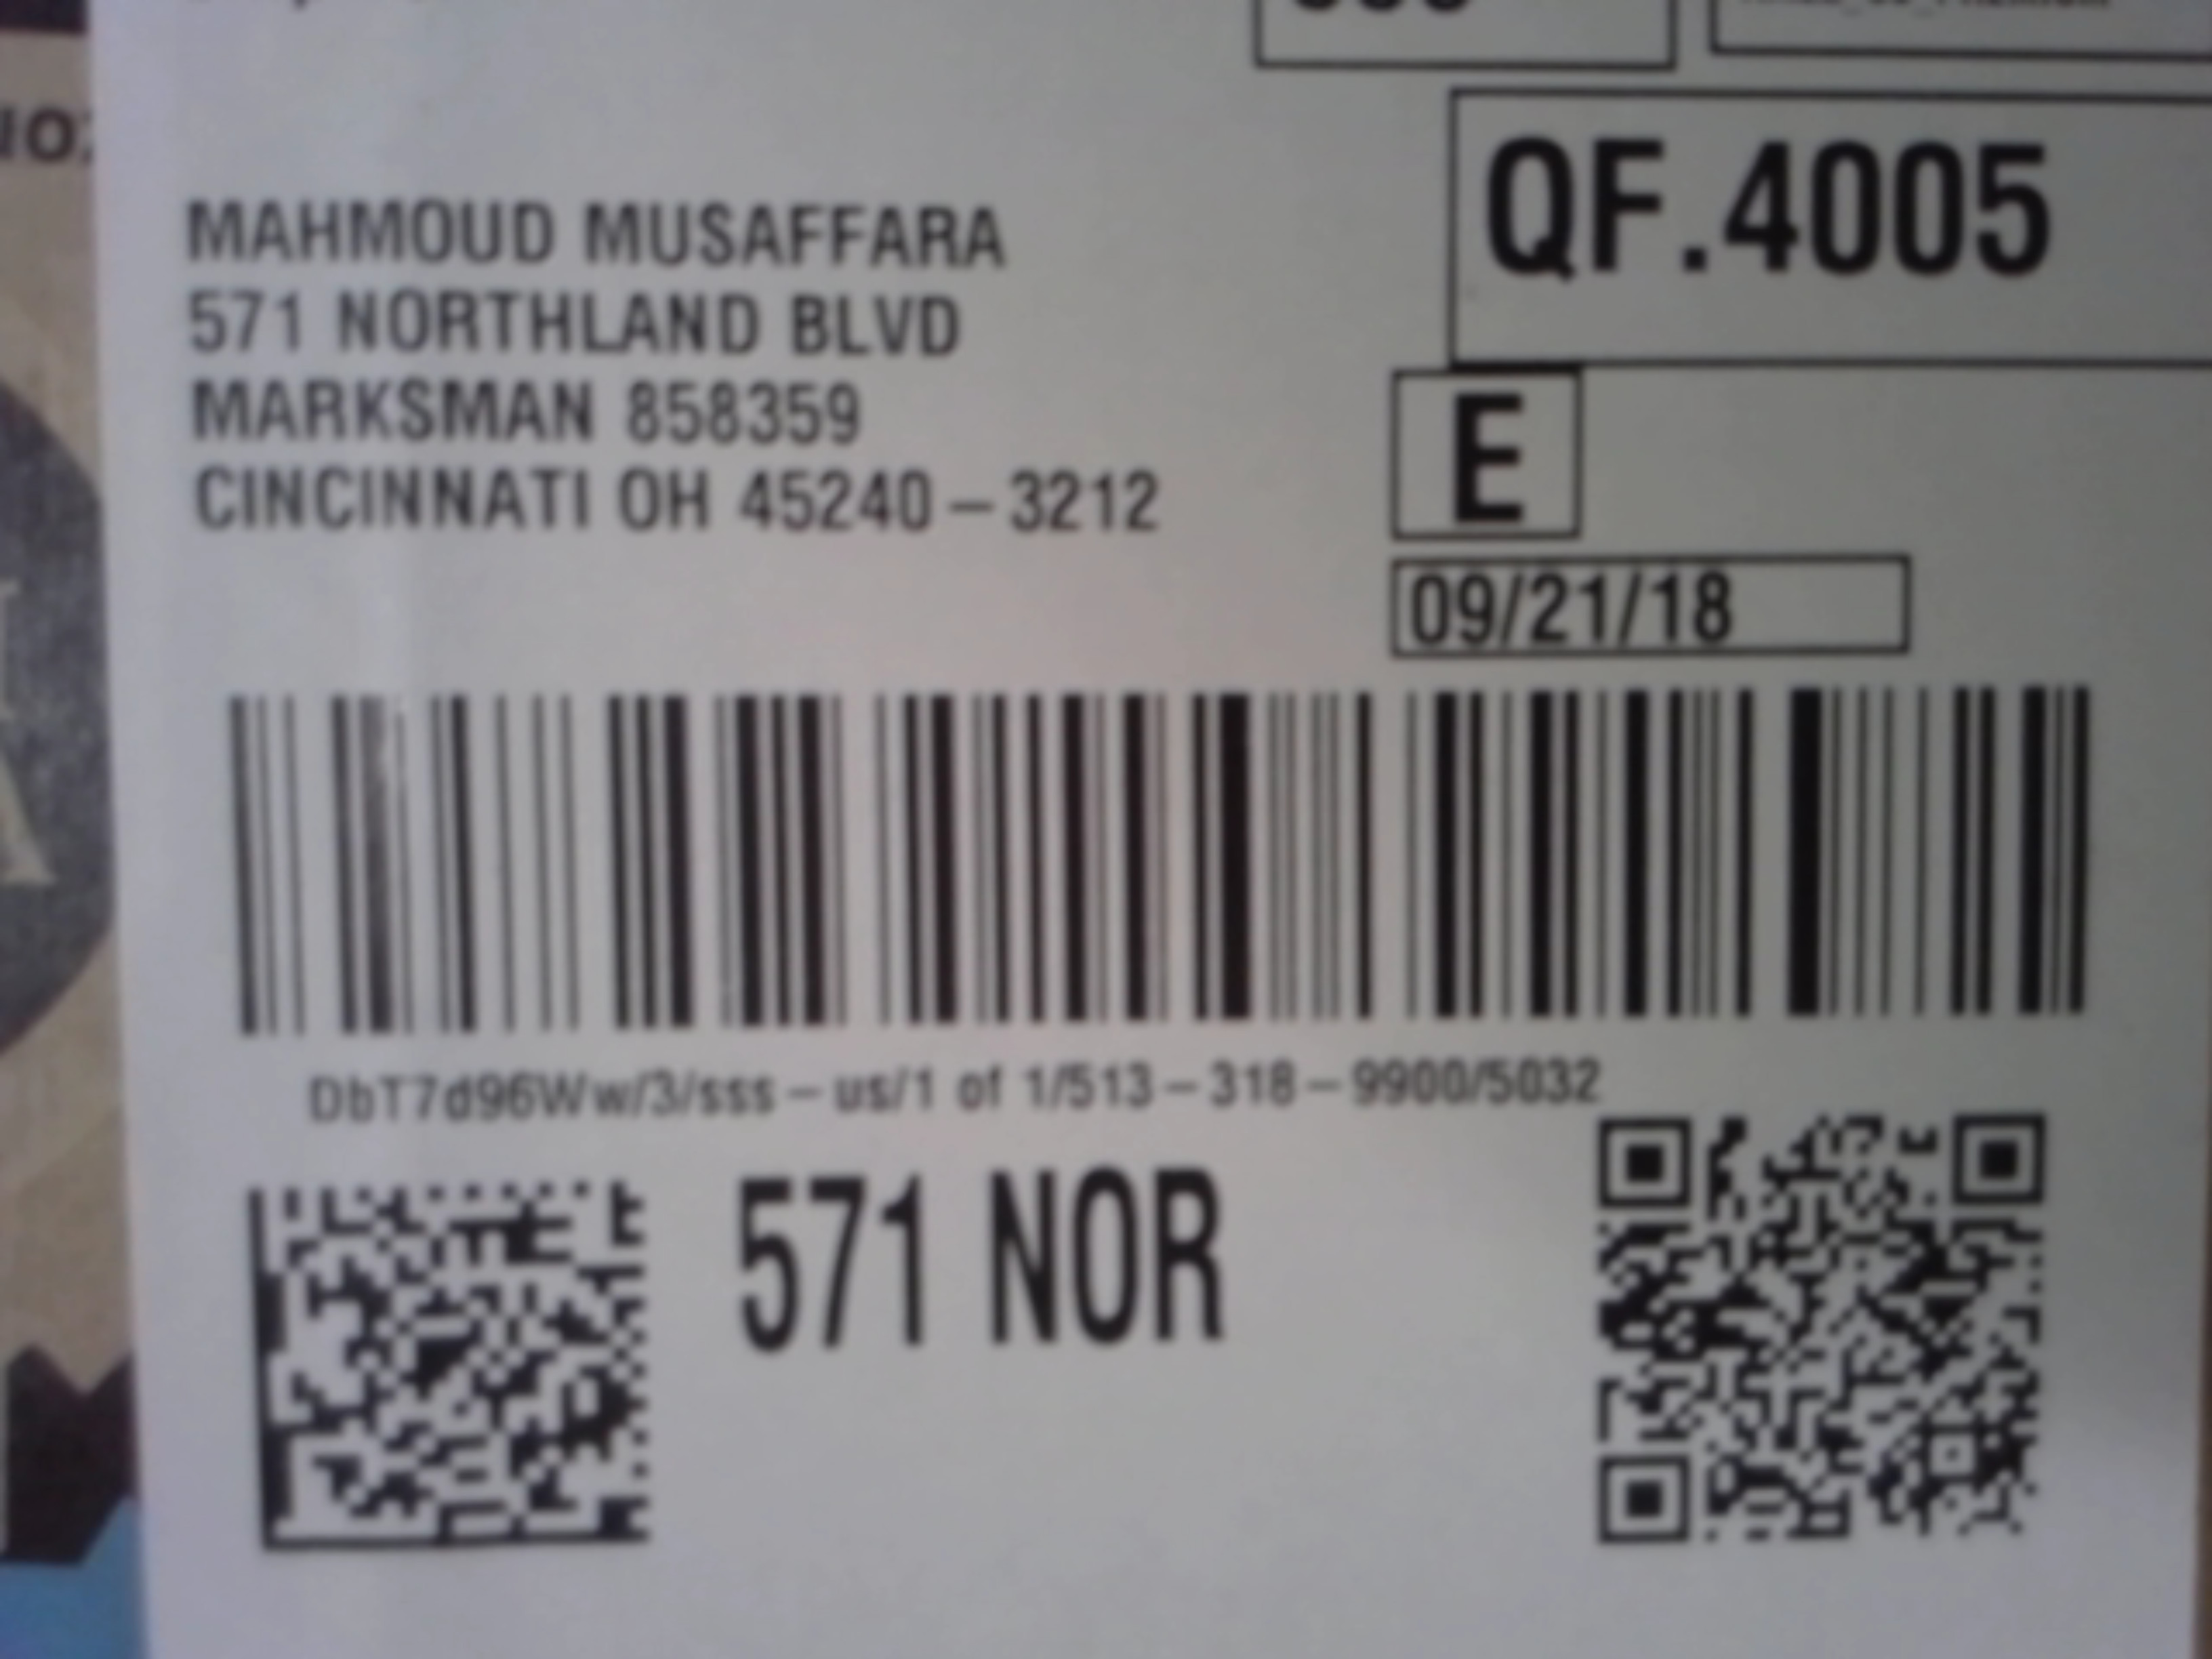 QF.4005
MAHMOUD MUSAFFARA
571 NORTHLAND BLVD
MARKSMAN 858359
CINCINNATI OH 45240-3212
E
09/21/18
DbT7d96Ww/3/sss-us/1 of 1/513-318-9900/5032
571 NOR